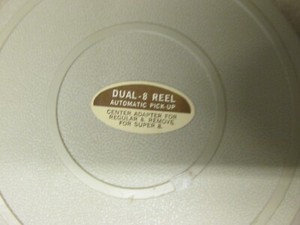 DUAL-8 REEL
AUTOMATIC PICK-UP
CENTER ADAPTER FOR
REGULAR 8. REMOVE
FOR SUPER 8.